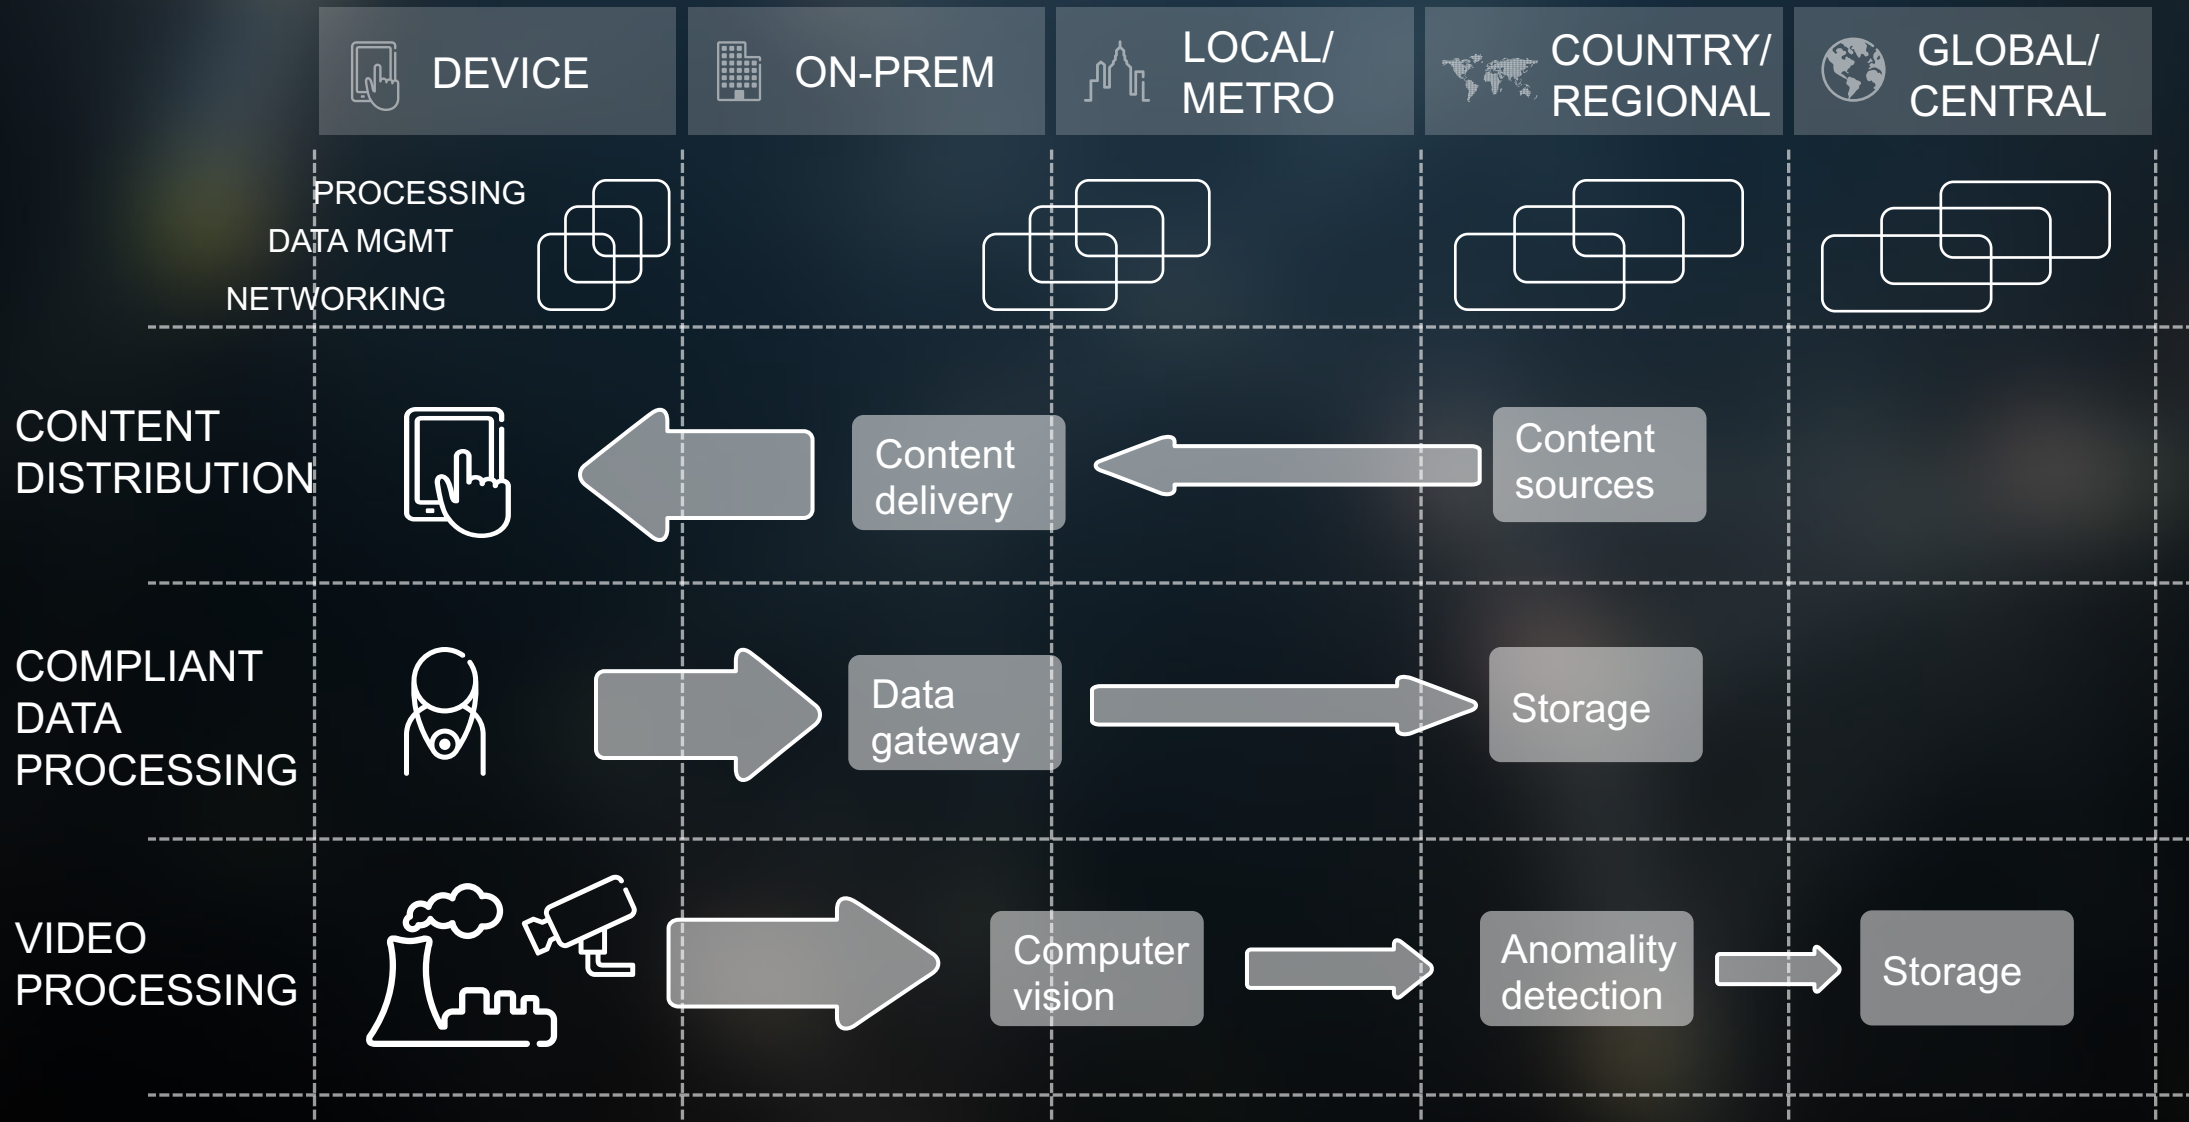 DEVICE
ON-PREM
LOCAL/
METRO
COUNTRY/
REGIONAL
GLOBAL/
CENTRAL
PROCESSING
DATA MGMT
NETWORKING
CONTENT
DISTRIBUTION
Content
delivery
Content
sources
COMPLIANT
DATA
PROCESSING
Data
gateway
Storage
VIDEO
PROCESSING
Computer
vision
Anomality
detection
Storage